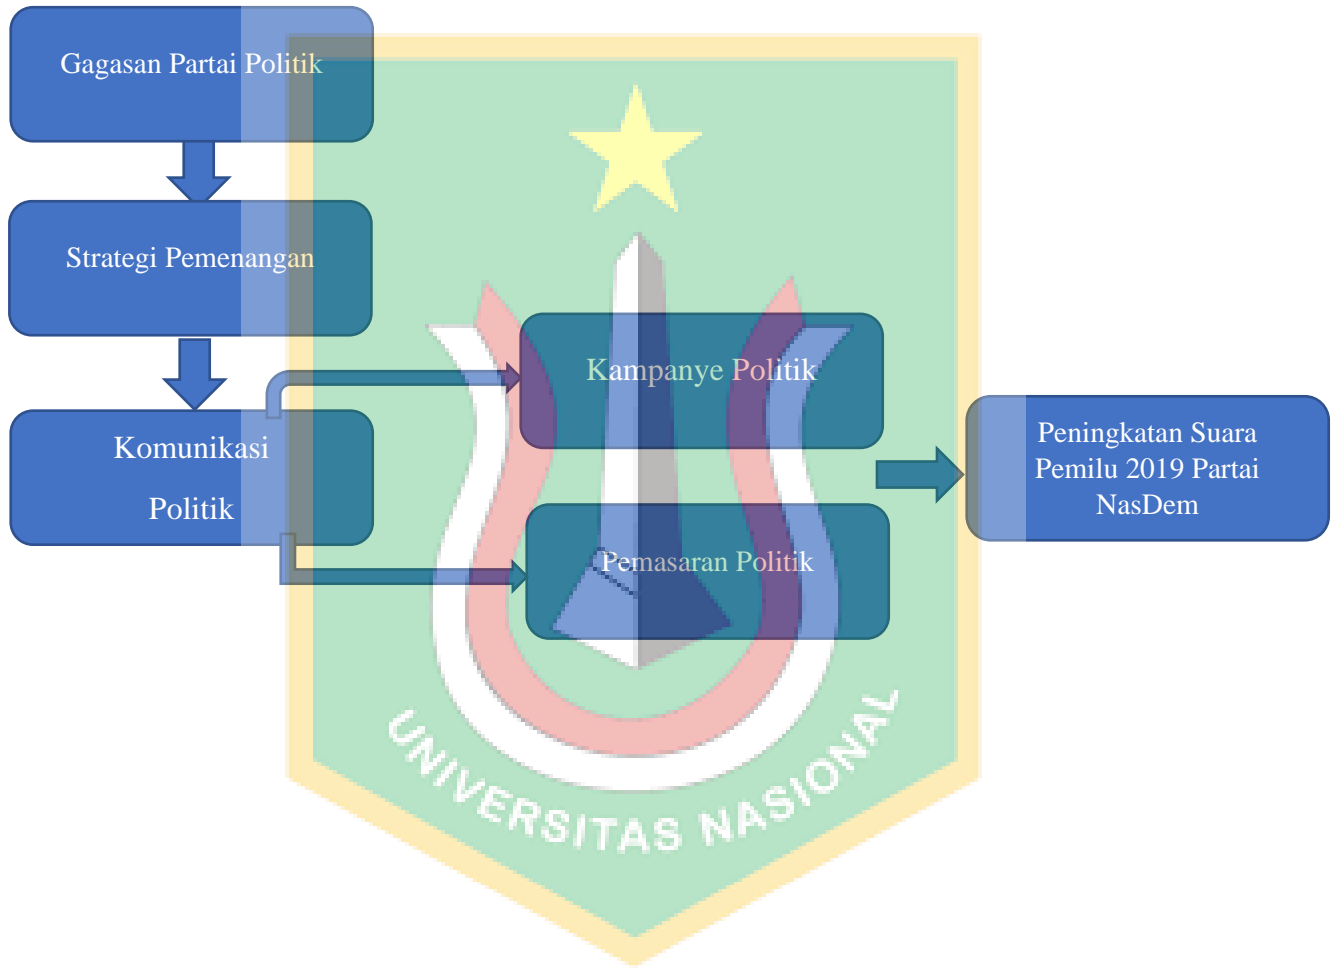 Gagasan Partai Politik
Strategi Pemenangan
Komunikasi
Politik
Kampanye Politik
Pemasaran Politik
Peningkatan Suara
Pemilu 2019 Partai
NasDem
UNIVERSITAS NASIONAL